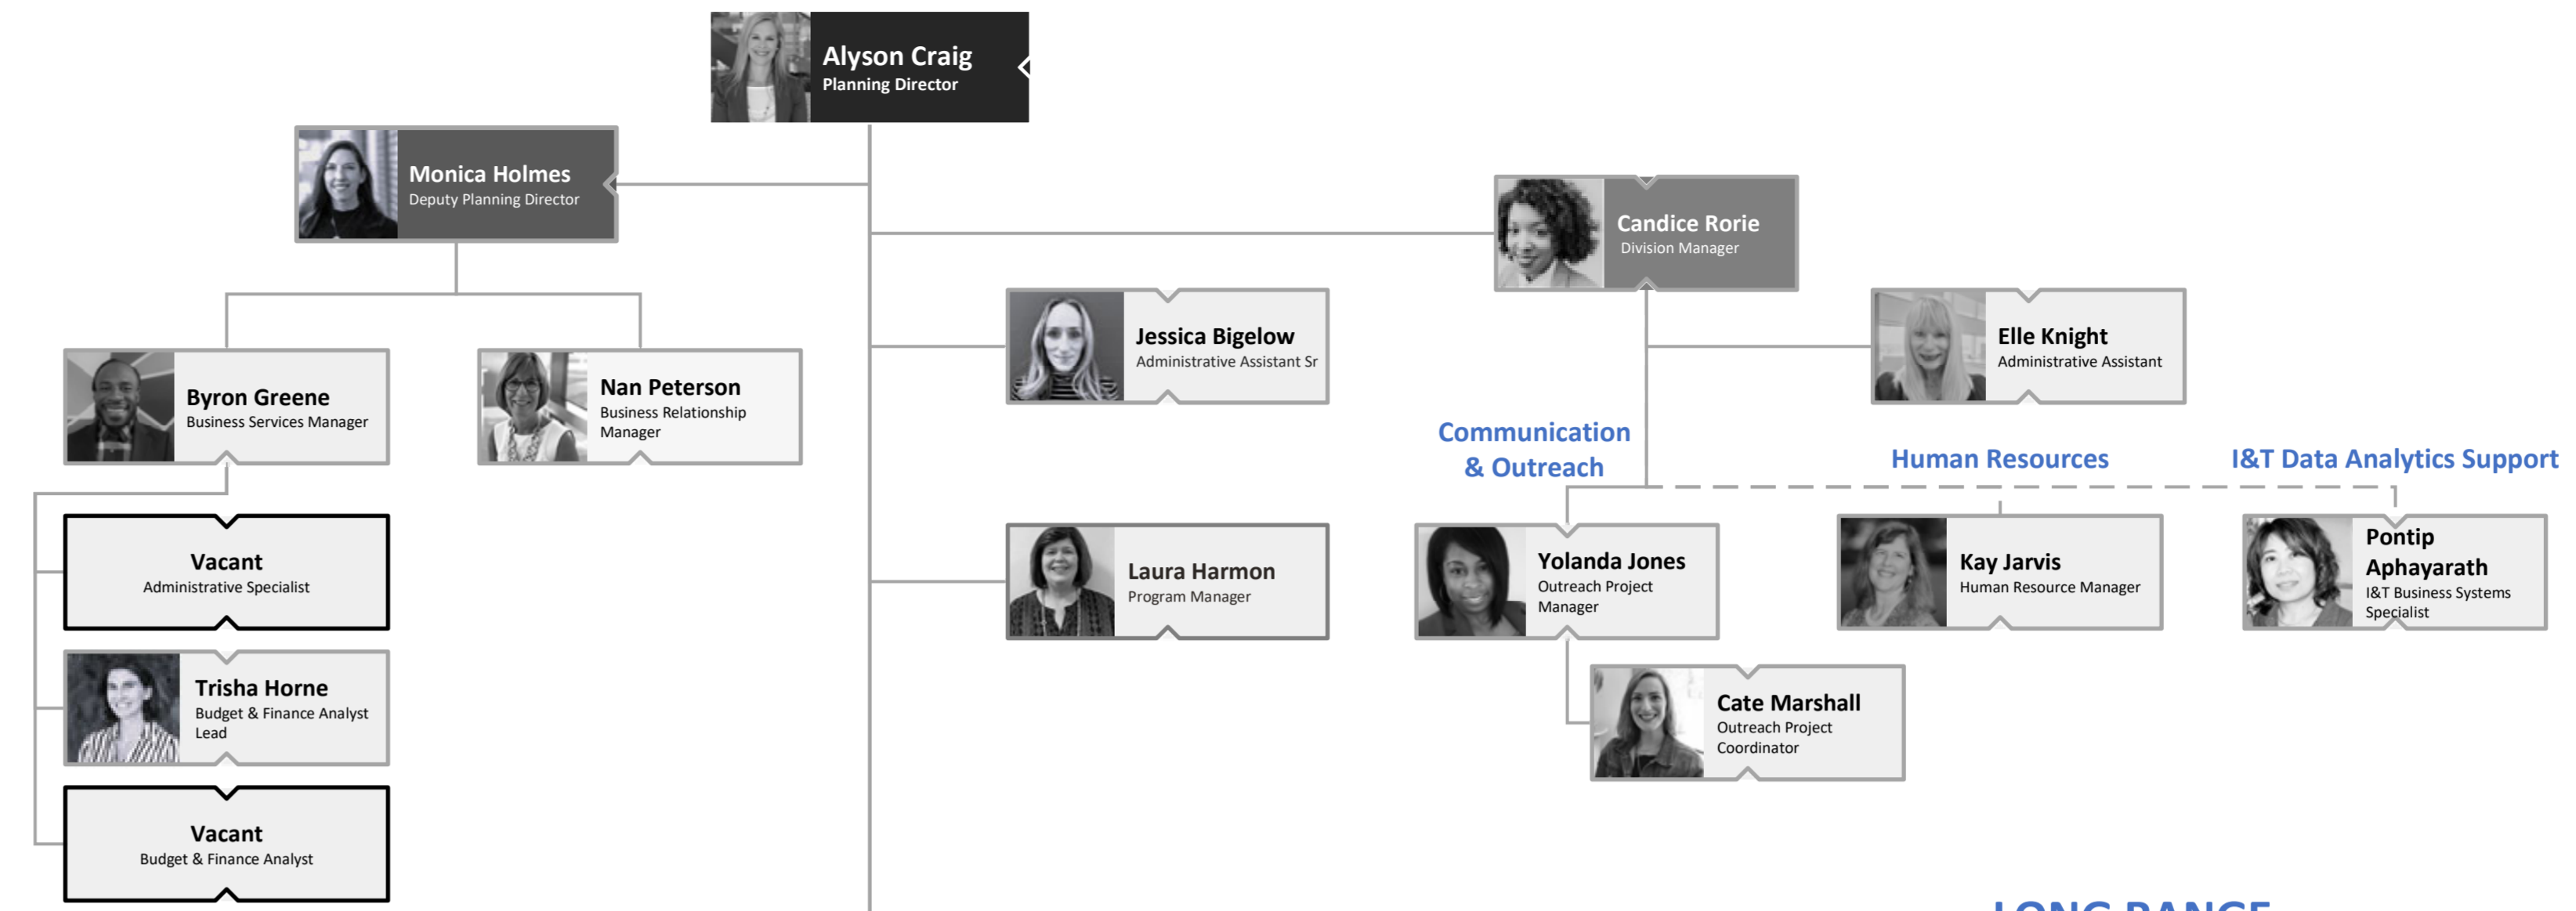 Alyson Craig
Planning Director
Monica Holmes
Deputy Planning Director
Candice Rorie
Division Manager
Jessica Bigelow
Administrative Assistant Sr
Elle Knight
Administrative Assistant
Byron Greene
Business Services Manager
Nan Peterson
Business Relationship
Manager
Communication
& Outreach
Human Resources
I&T Data Analytics Support
Vacant
Administrative Specialist
Laura Harmon
Program Manager
Yolanda Jones
Outreach Project
Manager
Kay Jarvis
Human Resource Manager
Pontip
Aphayarath
I&T Business Systems
Specialist
Trisha Horne
Budget & Finance Analyst
Lead
Cate Marshall
Outreach Project
Coordinator
Vacant
Budget & Finance Analyst
LONG RANGE